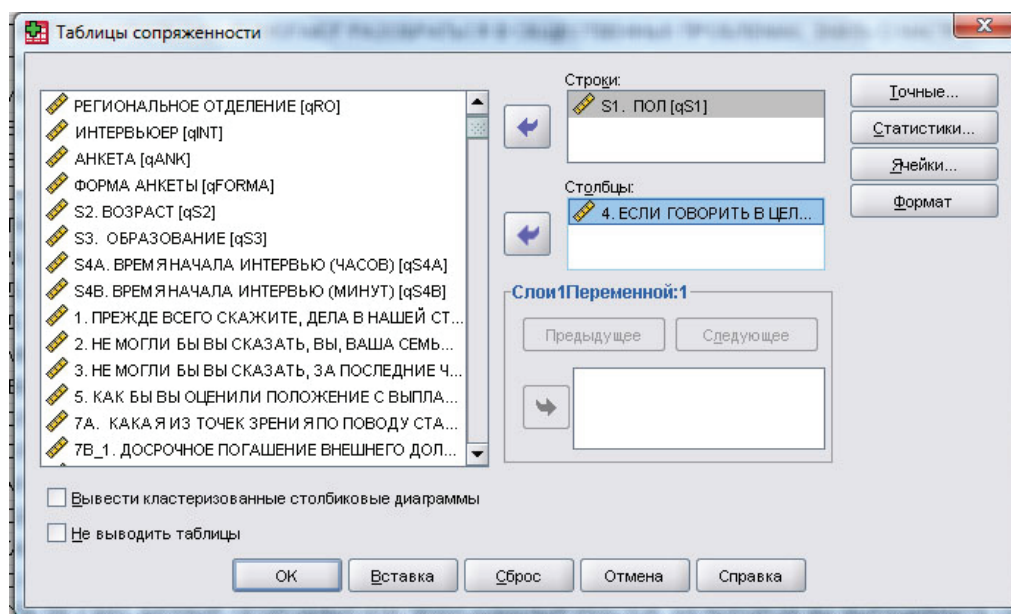 Таблицы сопряженности
РЕГИОНАЛЬНОЕ ОТДЕЛЕНИЕ [qRO]
ИНТЕРВЬЮЕР [qINT]
АНКЕТА [qANK]
ФОРМА АНКЕТЫ [qFORMA]
S2. ВОЗРАСТ [qS2]
S3. ОБРАЗОВАНИЕ [qS3]
S4A. ВРЕМЯ НАЧАЛА ИНТЕРВЬЮ (ЧАСОВ) [qS4A]
S4B. ВРЕМЯ НАЧАЛА ИНТЕРВЬЮ (МИНУТ) [qS4B]
1. ПРЕЖДЕ ВСЕГО СКАЖИТЕ, ДЕЛА В НАШЕЙ СТ...
2. НЕ МОГЛИ БЫ ВЫ СКАЗАТЬ, ВЫ, ВАША СЕМЬ...
3. НЕ МОГЛИ БЫ ВЫ СКАЗАТЬ, ЗА ПОСЛЕДНИЕ Ч...
5. КАК БЫ ВЫ ОЦЕНИЛИ ПОЛОЖЕНИЕ С ВЫПЛА...
7A. КАКАЯ ИЗ ТОЧЕК ЗРЕНИЯ ПО ПОВОДУ СТА...
7B_1. ДОСРОЧНОЕ ПОГАШЕНИЕ ВНЕШНЕГО ДОЛ...
Строки:
S1. ПОЛ [qS1]
Столбцы:
4. ЕСЛИ ГОВОРИТЬ В ЦЕЛ...
Слои1Переменной:1
Предыдущее
Следующее
Точные...
Статистики...
Ячейки...
Формат
Вывести кластеризованные столбиковые диаграммы
Не выводить таблицы
ОК
Вставка
Сброс
Отмена
Справка